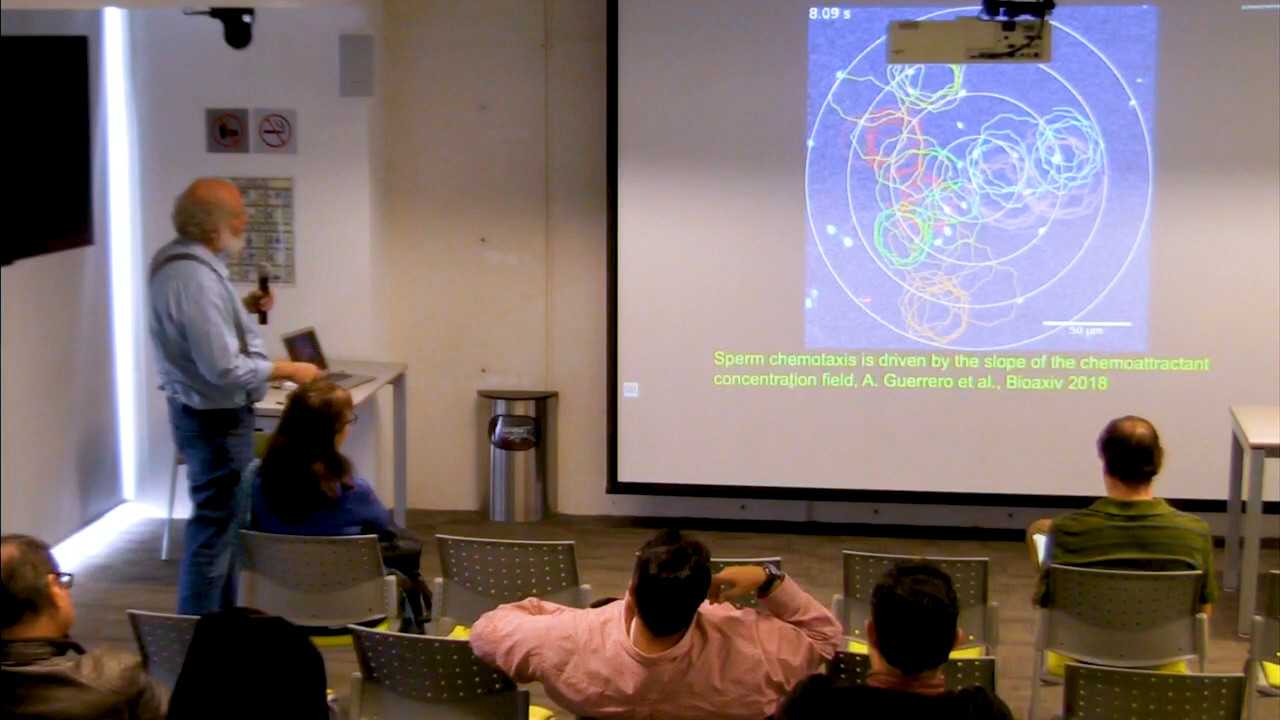 8.09 s
50 µm
Sperm chemotaxis is driven by the slope of the chemoattractant
concentration field, A. Guerrero et al., Bioaxiv 2018